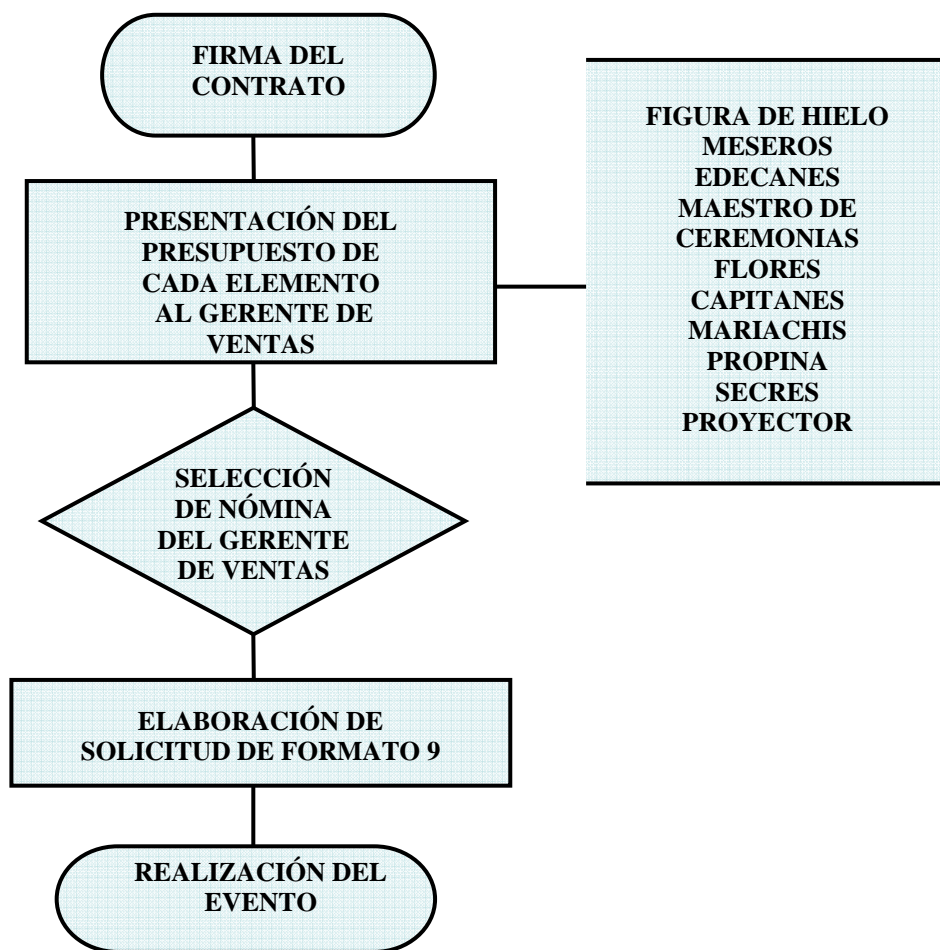 FIRMA DEL
CONTRATO
PRESENTACIÓN DEL
PRESUPUESTO DE
CADA ELEMENTO
AL GERENTE DE
VENTAS
FIGURA DE HIELO
MESEROS
EDECANES
MAESTRO DE
CEREMONIAS
FLORES
CAPITANES
MARIACHIS
PROPINA
SECRES
PROYECTOR
SELECCIÓN
DE NÓMINA
DEL GERENTE
DE VENTAS
ELABORACIÓN DE
SOLICITUD DE FORMATO 9
REALIZACIÓN DEL
EVENTO